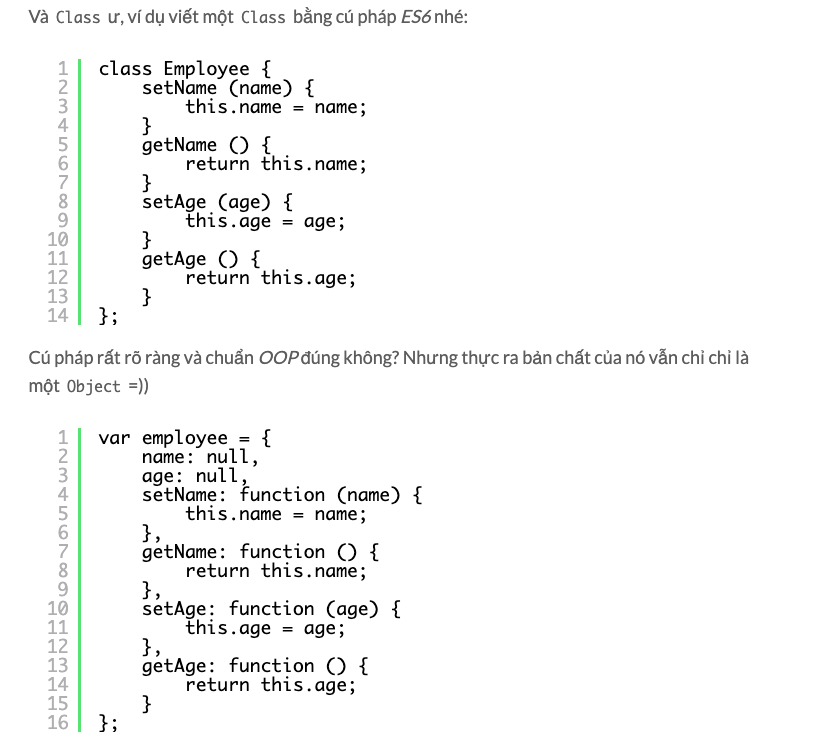 Và Class ư, ví dụ viết một Class bằng cú pháp ES6 nhé:
1 class Employee {
2     setName (name) {
3         this.name = name;
4     }
5     getName () {
6         return this.name;
7     }
8     setAge (age) {
9         this.age = age;
10     }
11     getAge () {
12         return this.age;
13     }
14 };
Cú pháp rất rõ ràng và chuẩn OOP đúng không? Nhưng thực ra bản chất của nó vẫn chỉ chỉ là
một Object =))
1 var employee = {
2     name: null,
3     age: null,
4     setName: function (name) {
5         this.name = name;
6     },
7     getName: function () {
8         return this.name;
9     },
10     setAge: function (age) {
11         this.age = age;
12     },
13     getAge: function () {
14         return this.age;
15     }
16 };